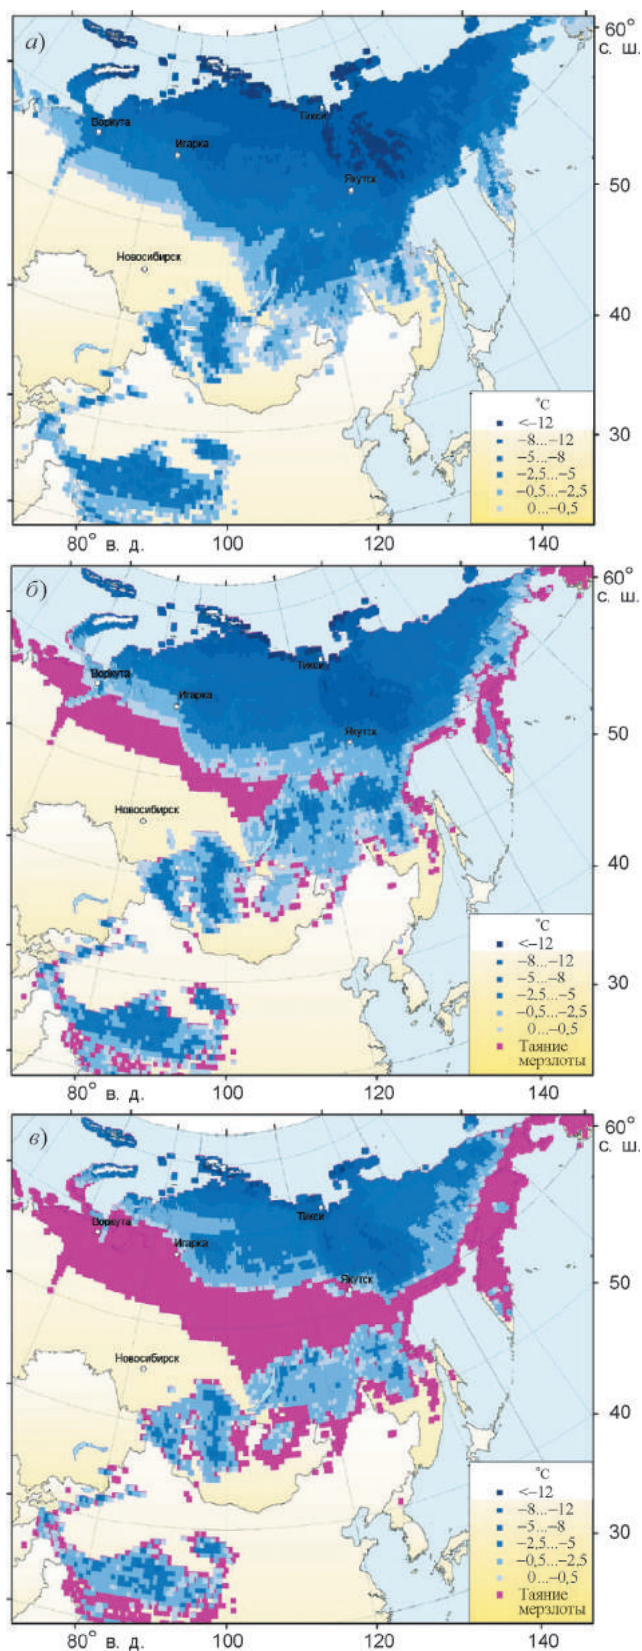 а)
60°
с. ш.
Воркута
Тикси
Игарка
Якутск
50
Новосибирск
40
°С
<–12
–8...–12
–5...–8
–2,5...–5
–0,5...–2,5
0...–0,5
30
80° в. д.
100
120
140
б)
60°
с. ш.
Воркута
Тикси
Игарка
50
Якутск
Новосибирск
40
°С
<–12
–8...–12
–5...–8
–2,5...–5
–0,5...–2,5
0...–0,5
Таяние
мерзлоты
30
80° в. д.
100
120
140
в)
60°
с. ш.
Тикси
Воркута
Игарка
Якутск
50
Новосибирск
40
°С
<–12
–8...–12
–5...–8
–2,5...–5
–0,5...–2,5
0...–0,5
Таяние
мерзлоты
30
80° в. д.
100
120
140